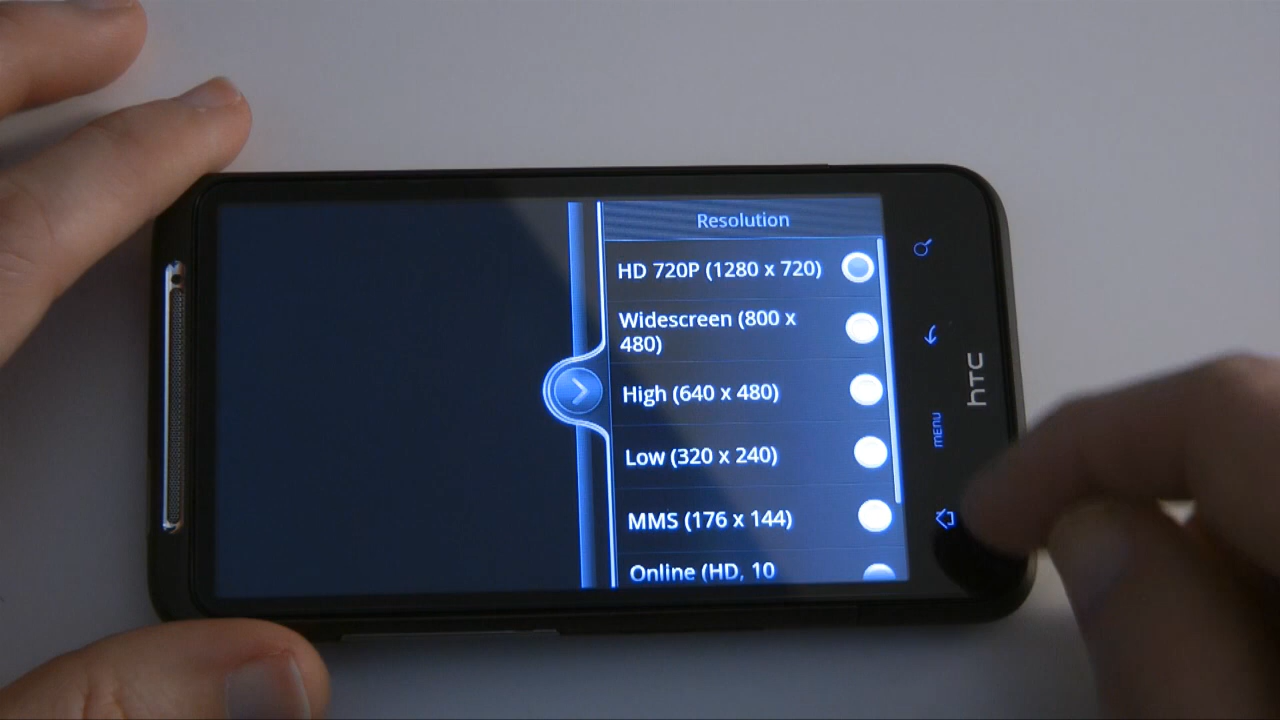 Resolution
HD 720P (1280 x 720)
Widescreen (800 x
480)
High (640 x 480)
Low (320 x 240)
MMS (176 x 144)
Online (HD, 10
MENU
hTC